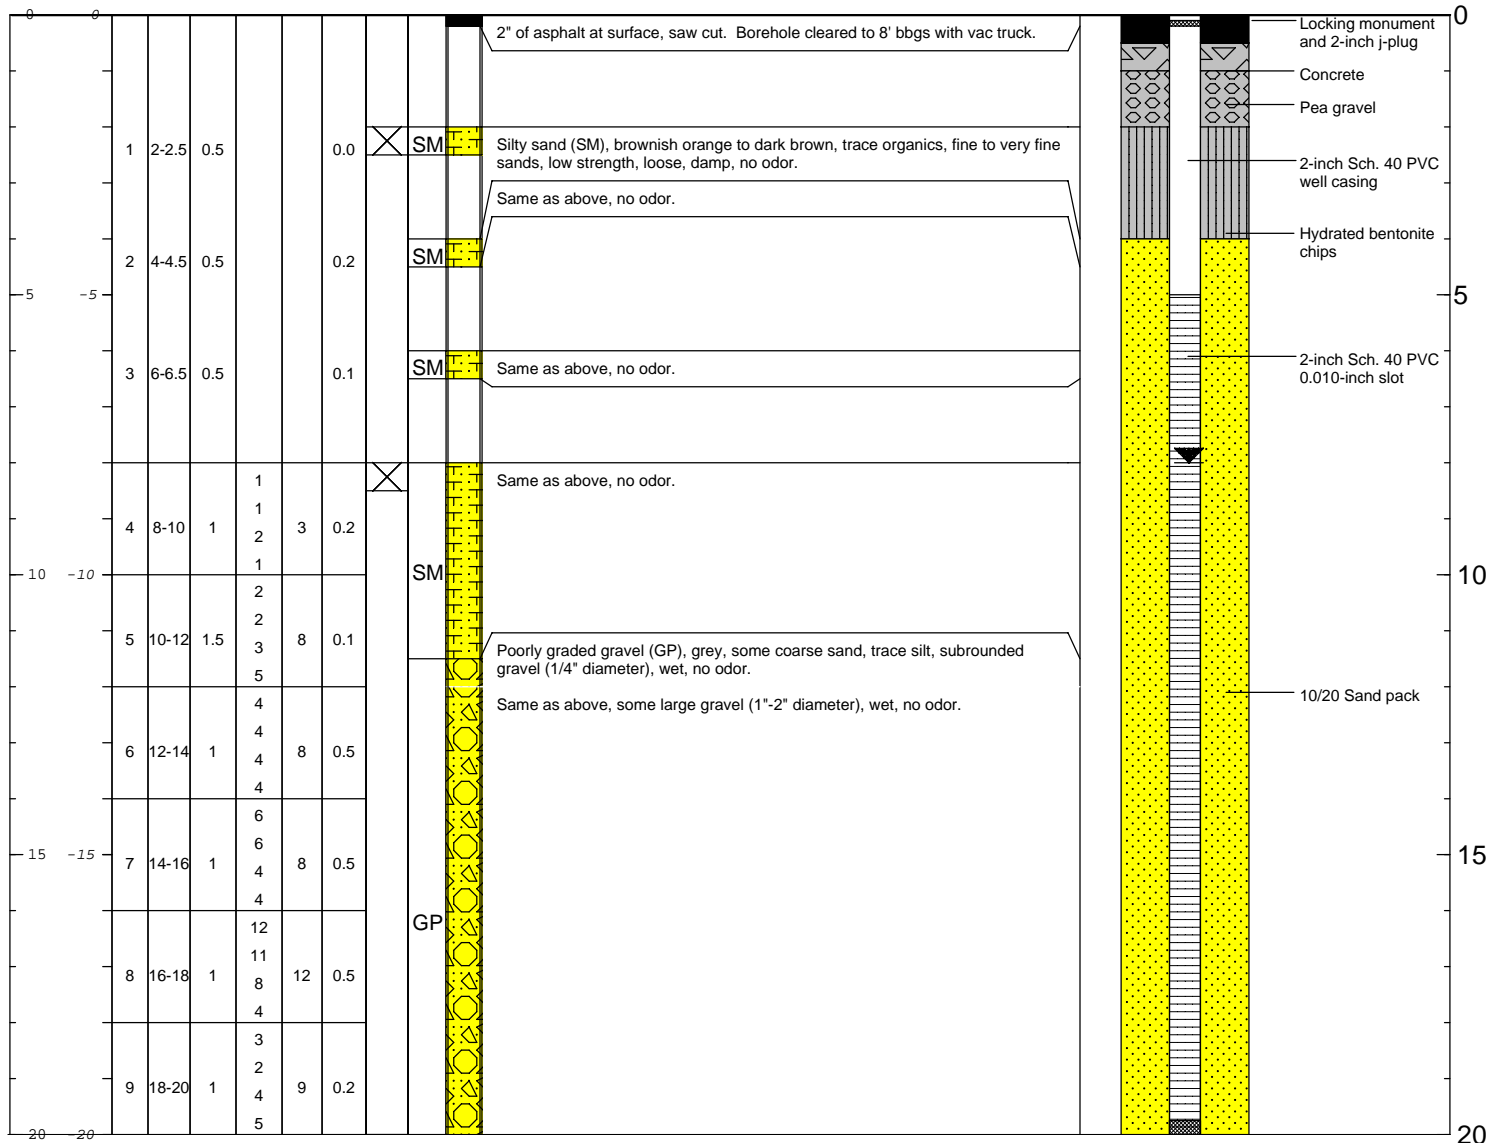 0 0 0
2" of asphalt at surface, saw cut. Borehole cleared to 8' bbgs with vac truck.
Locking monument
and 2-inch j-plug
Concrete
Pea gravel
1 2-2.5 0.5 0.0 SM
Silty sand (SM), brownish orange to dark brown, trace organics, fine to very fine
sands, low strength, loose, damp, no odor.
2-inch Sch. 40 PVC
well casing
Same as above, no odor.
Hydrated bentonite
chips
2 4-4.5 0.5 0.2 SM
5 -5 5
3 6-6.5 0.5 0.1 SM
Same as above, no odor.
2-inch Sch. 40 PVC
0.010-inch slot
Same as above, no odor.
1
1
4 8-10 1 3 0.2
2
1
10 -10 SM 10
2
2
5 10-12 1.5 8 0.1
3
5
Poorly graded gravel (GP), grey, some coarse sand, trace silt, subrounded
gravel (1/4" diameter), wet, no odor.
Same as above, some large gravel (1"-2" diameter), wet, no odor.
10/20 Sand pack
4
4
6 12-14 1 8 0.5
4
4
6
6
15 -15 15
7 14-16 1 8 0.5
4
4
GP
12
11
8 16-18 1 12 0.5
8
4
3
2
9 18-20 1 9 0.2
4
5
20 -20 20